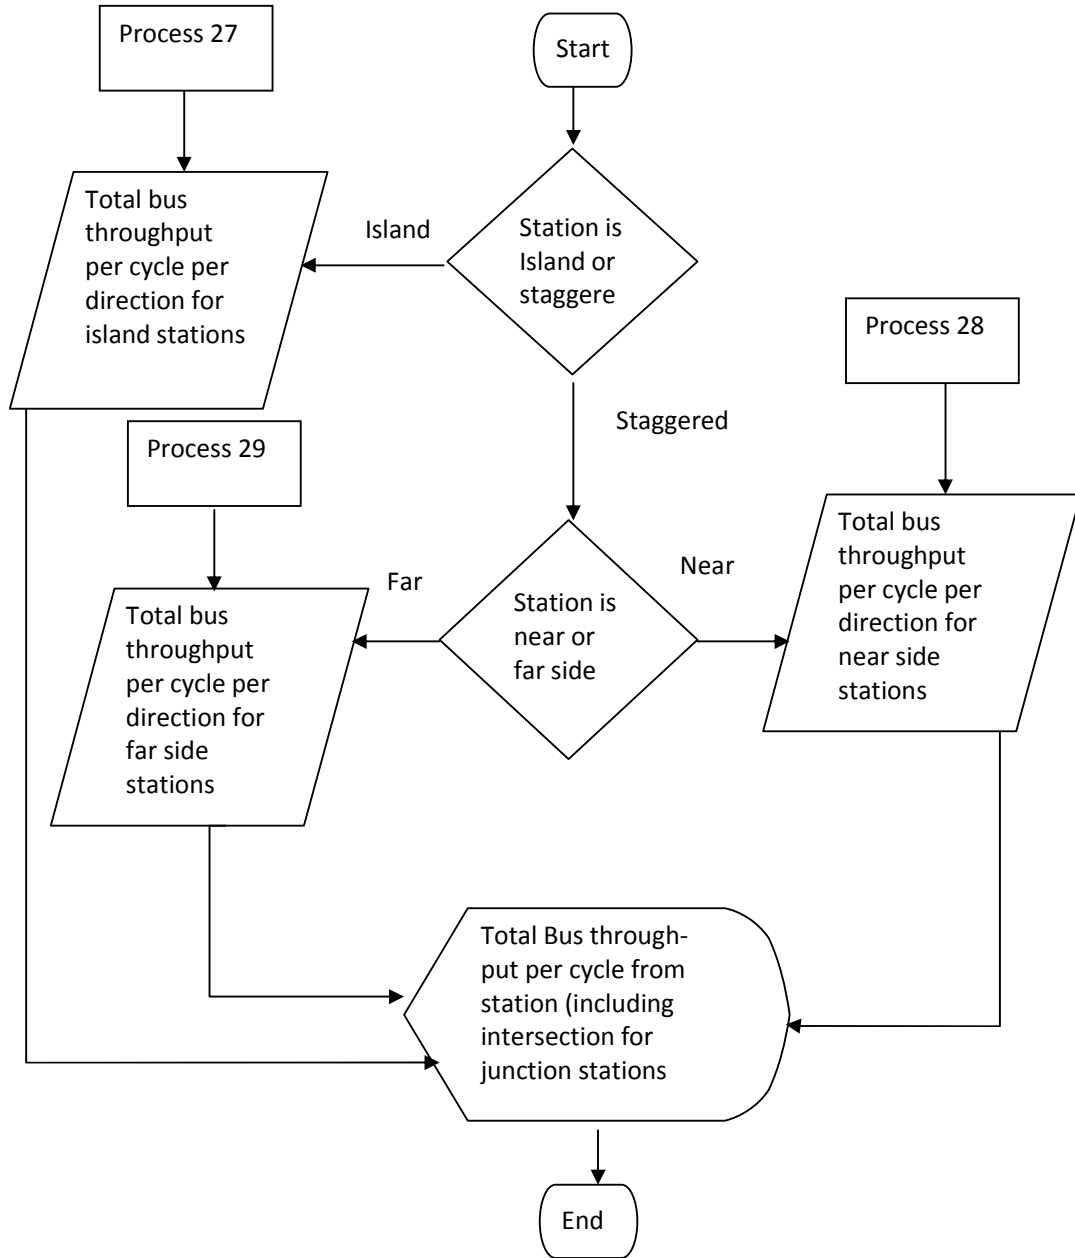 Process 27
Start
Total bus
throughput
per cycle per
direction for
island stations
Island
Station is
Island or
staggere
Process 28
Staggered
Process 29
Total bus
throughput
per cycle per
direction for
near side
stations
Near
Far
Station is
near or
far side
Total bus
throughput
per cycle per
direction for
far side
stations
Total Bus through-
put per cycle from
station (including
intersection for
junction stations
End